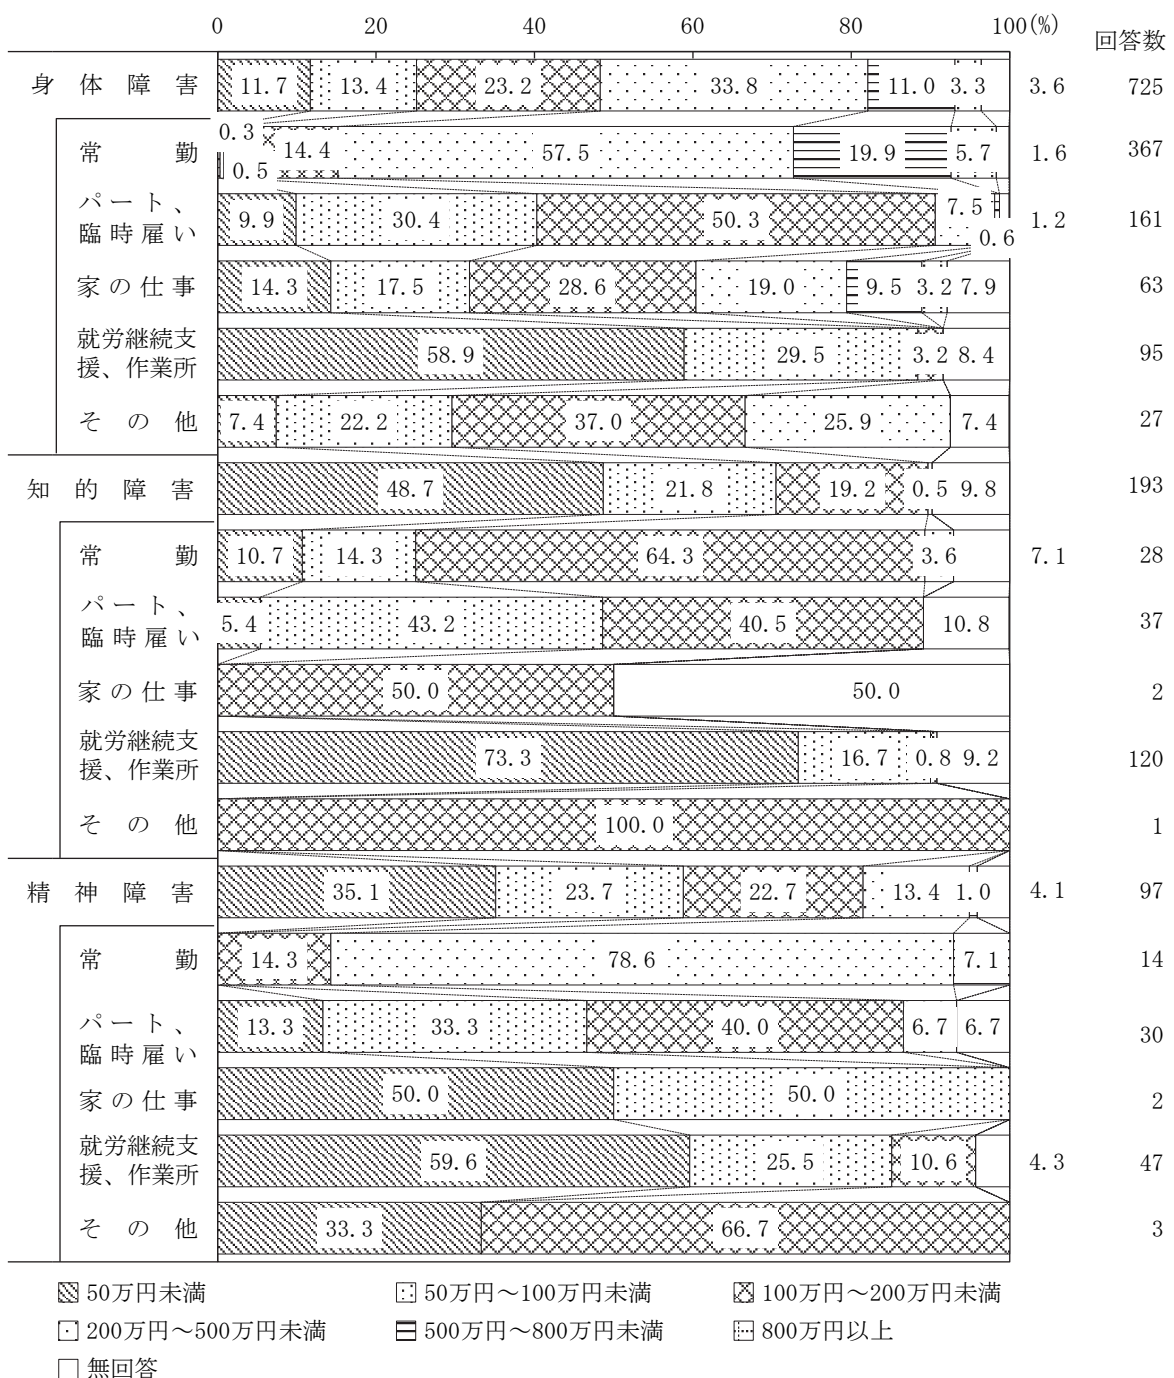 0 20 40 60 80 100(%) 回答数
身体障害 11.7 13.4 23.2 33.8 11.0 3.3 3.6 725
常勤 0.3 0.5 14.4 57.5 19.9 5.7 1.6 367
パート、
臨時雇い 9.9 30.4 50.3 7.5 0.6 1.2 161
家の仕事 14.3 17.5 28.6 19.0 9.5 3.2 7.9 63
就労継続支
援、作業所 58.9 29.5 3.2 8.4 95
その他 7.4 22.2 37.0 25.9 7.4 27
知的障害 48.7 21.8 19.2 0.5 9.8 193
常勤 10.7 14.3 64.3 3.6 7.1 28
パート、
臨時雇い 5.4 43.2 40.5 10.8 37
家の仕事 50.0 50.0 2
就労継続支
援、作業所 73.3 16.7 0.8 9.2 120
その他 100.0 1
精神障害 35.1 23.7 22.7 13.4 1.0 4.1 97
常勤 14.3 78.6 7.1 14
パート、
臨時雇い 13.3 33.3 40.0 6.7 6.7 30
家の仕事 50.0 50.0 2
就労継続支
援、作業所 59.6 25.5 10.6 4.3 47
その他 33.3 66.7 3
50万円未満 50万円～100万円未満 100万円～200万円未満
200万円～500万円未満 500万円～800万円未満 800万円以上
無回答